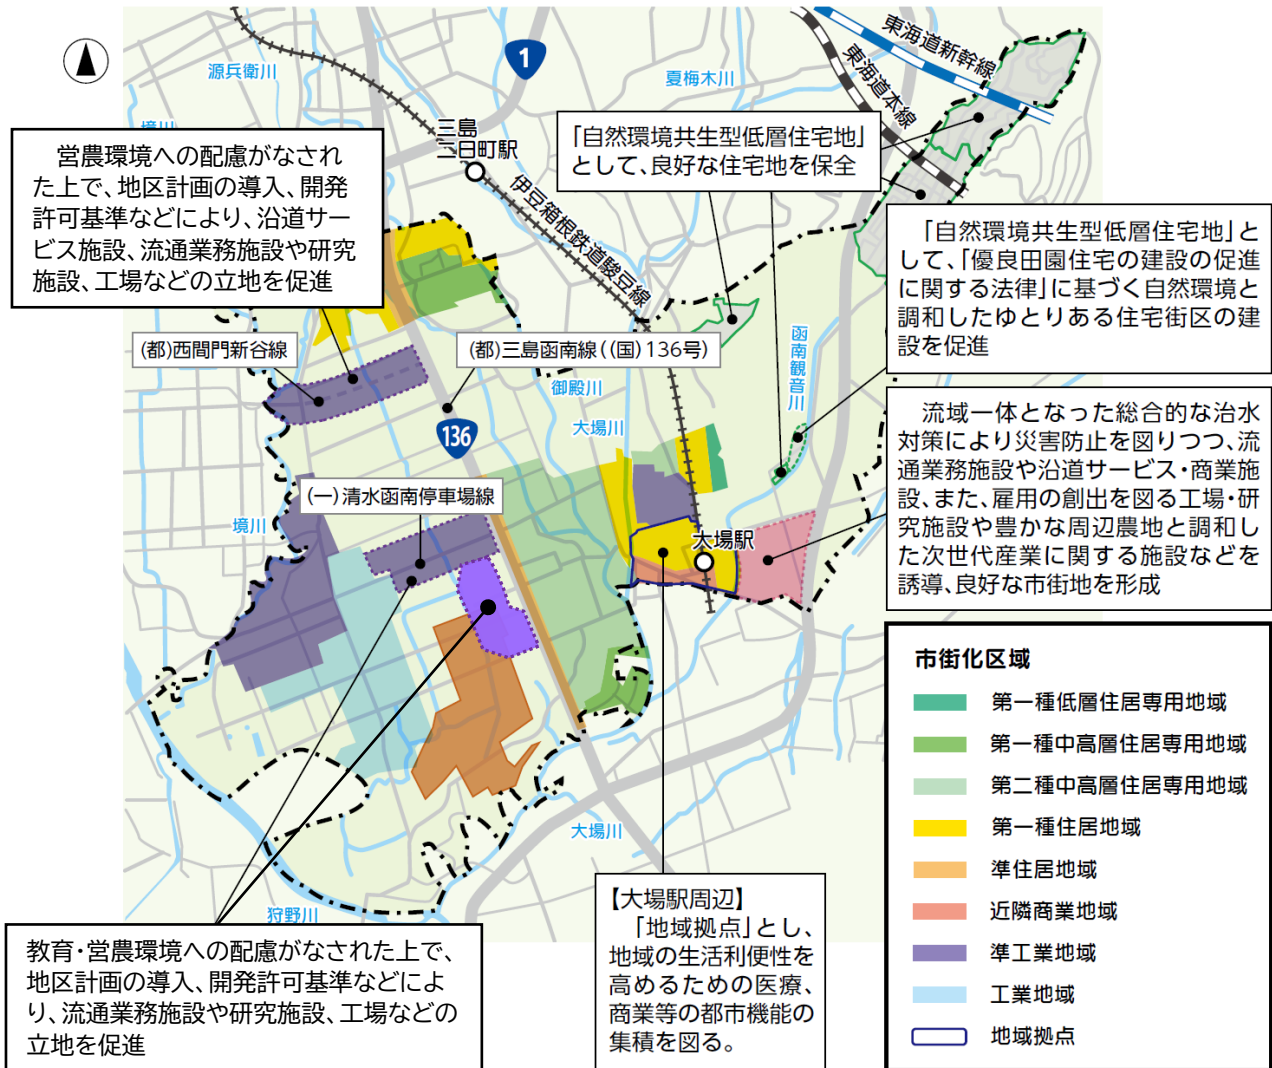 東海道新幹線
東海道本線
1
源兵衛川
夏梅木川
境川
三島
二日町駅
伊豆箱根鉄道駿豆線
「自然環境共生型低層住宅地」
として、良好な住宅地を保全
営農環境への配慮がなされ
た上で、地区計画の導入、開発
許可基準などにより、沿道サー
ビス施設、流通業務施設や研究
施設、工場などの立地を促進
「自然環境共生型低層住宅地」と
して、「優良田園住宅の建設の促進
に関する法律」に基づく自然環境と
調和したゆとりある住宅街区の建
設を促進
(都)西間門新谷線
(都)三島函南線((国)136号)
御殿川
大場川
函南観音川
136
流域一体となった総合的な治水
対策により災害防止を図りつつ、流
通業務施設や沿道サービス・商業施
設、また、雇用の創出を図る工場・研
究施設や豊かな周辺農地と調和し
た次世代産業に関する施設などを
誘導、良好な市街地を形成
(一)清水函南停車場線
境川
大場駅
市街化区域
第一種低層住居専用地域
第一種中高層住居専用地域
第二種中高層住居専用地域
第一種住居地域
準住居地域
近隣商業地域
準工業地域
工業地域
地域拠点
大場川
狩野川
【大場駅周辺】
「地域拠点」とし、
地域の生活利便性を
高めるための医療、
商業等の都市機能の
集積を図る。
教育・営農環境への配慮がなされた上で、
地区計画の導入、開発許可基準などによ
り、流通業務施設や研究施設、工場などの
立地を促進